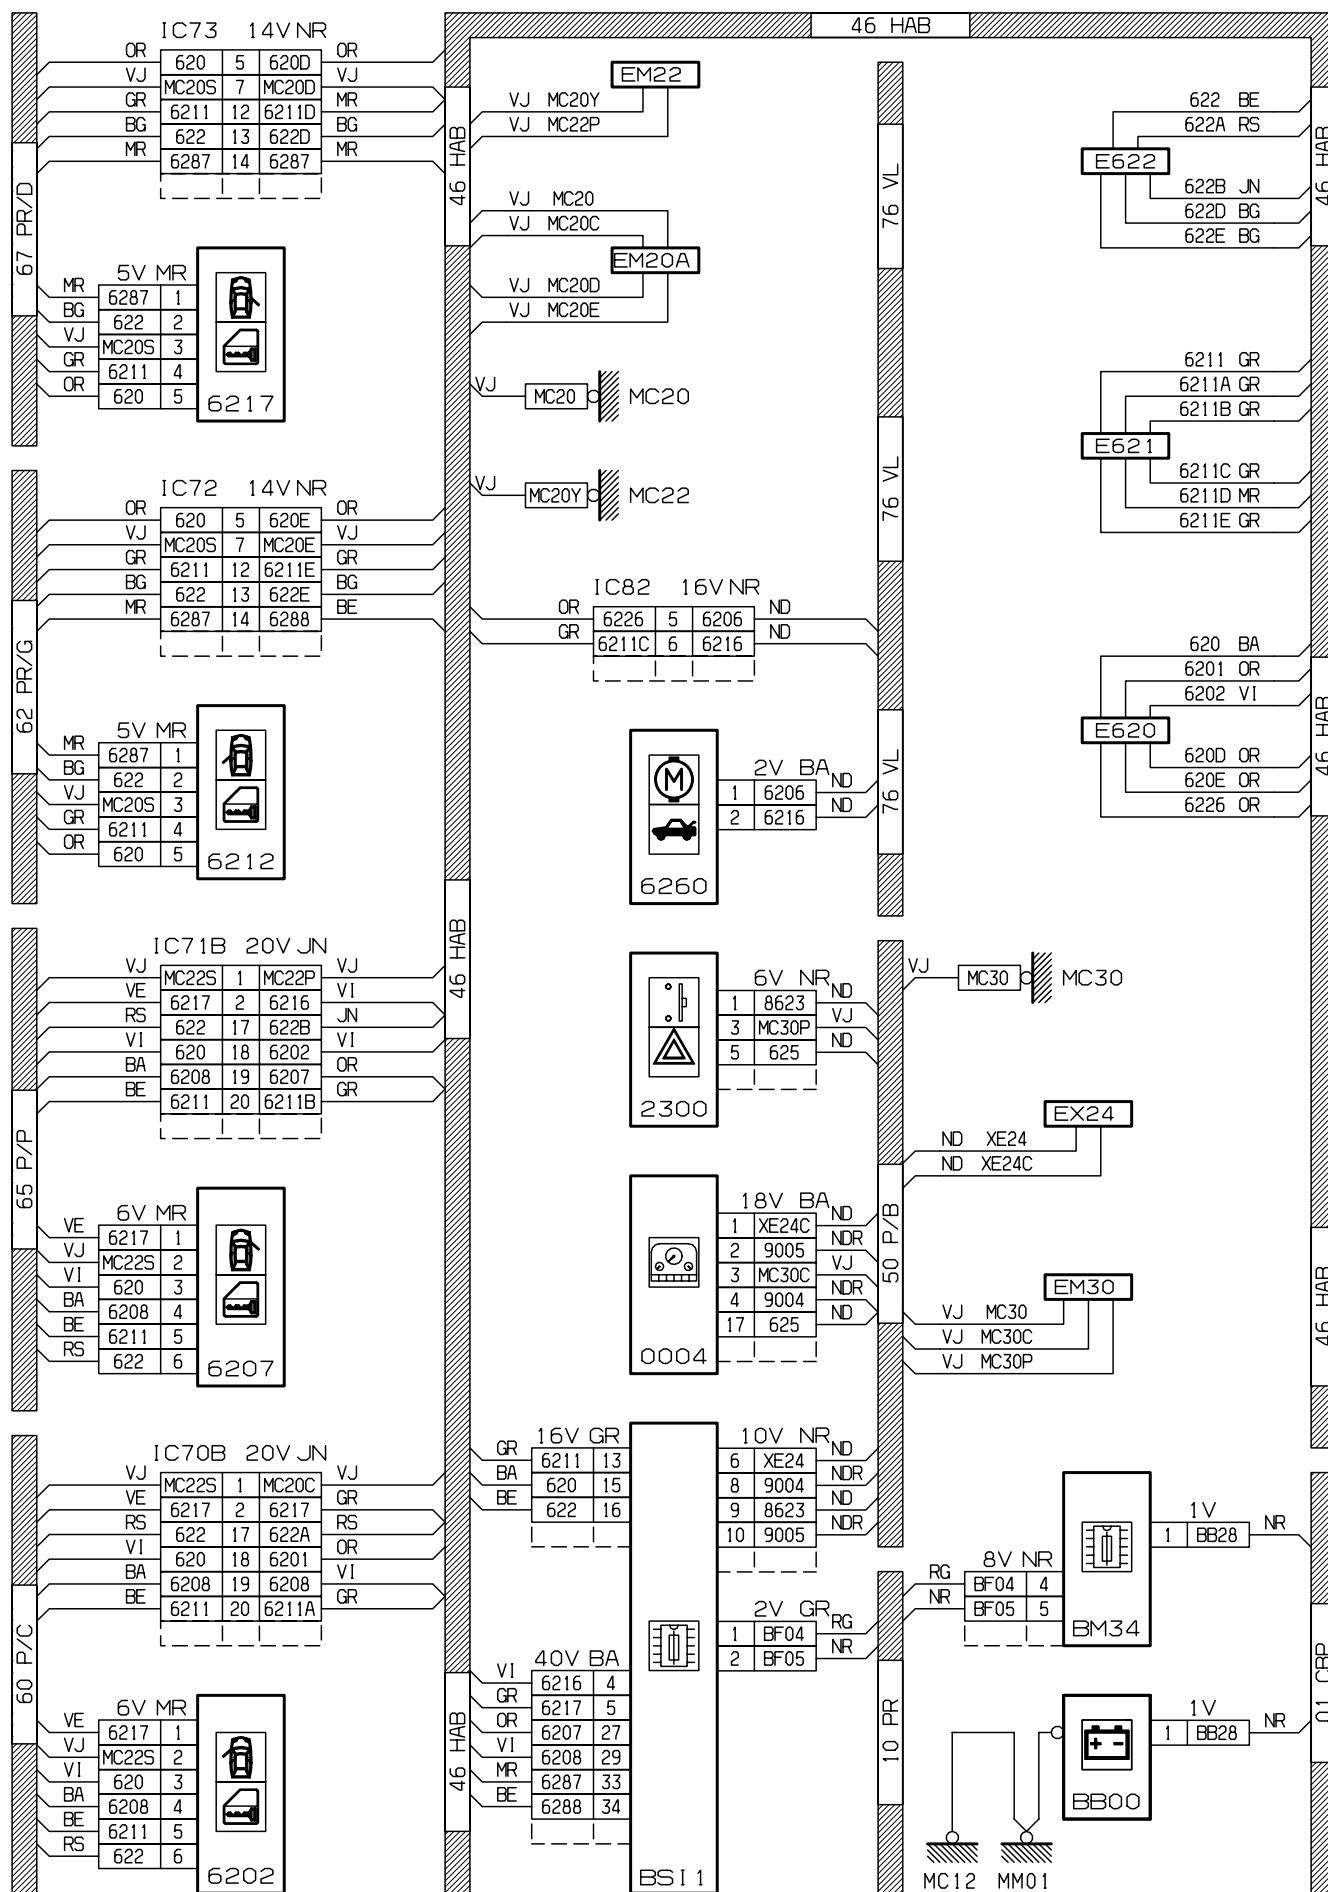 46 HAB
IC73 14V NR
OR 620 5 620D OR
VJ MC20S 7 MC20D VJ
GR 6211 12 6211D MR
BG 622 13 622D BG
MR 6287 14 6287 MR
67 PR/D
5V MR
MR 6287 1
BG 622 2
VJ MC20S 3
GR 6211 4
OR 620 5
6217
IC72 14V NR
OR 620 5 620E OR
VJ MC20S 7 MC20E VJ
GR 6211 12 6211E GR
BG 622 13 622E BG
MR 6287 14 6288 BE
62 PR/G
5V MR
MR 6287 1
BG 622 2
VJ MC20S 3
GR 6211 4
OR 620 5
6212
IC71B 20V JN
VJ MC22S 1 MC22P VJ
VE 6217 2 6216 VI
RS 622 17 622B JN
VI 620 18 6202 VI
BA 6208 19 6207 OR
BE 6211 20 6211B GR
65 P/P
6V MR
VE 6217 1
VJ MC22S 2
VI 620 3
BA 6208 4
BE 6211 5
RS 622 6
6207
IC70B 20V JN
VJ MC22S 1 MC20C VJ
VE 6217 2 6217 GR
RS 622 17 622A RS
VI 620 18 6201 OR
BA 6208 19 6208 VI
BE 6211 20 6211A GR
60 P/C
6V MR
VE 6217 1
VJ MC22S 2
VI 620 3
BA 6208 4
BE 6211 5
RS 622 6
6202
46 HAB
46 HAB
46 HAB
EM22
VJ MC20Y
VJ MC22P
VJ MC20
VJ MC20C
EM20A
VJ MC20D
VJ MC20E
VJ MC20 MC20
VJ MC20Y MC22
IC82 16V NR
OR 6226 5 6206 ND
GR 6211C 6 6216 ND
M
2V BA
1 6206 ND
2 6216 ND
6260
6V NR
1 8623 ND
3 MC30P VJ
5 625 ND
2300
18V BA
1 XE24C ND
2 9005 NDR
3 MC30C VJ
4 9004 NDR
17 625 ND
0004
16V GR
GR 6211 13
BA 620 15
BE 622 16
10V NR
6 XE24 ND
8 9004 NDR
9 8623 ND
10 9005 NDR
2V GR
1 BF04 RG
2 BF05 NR
40V BA
VI 6216 4
GR 6217 5
OR 6207 27
VI 6208 29
MR 6287 33
BE 6288 34
BSI1
76 VL
76 VL
76 VL
50 P/B
10 PR
622 BE
622A RS
E622
622B JN
622D BG
622E BG
6211 GR
6211A GR
6211B GR
E621
6211C GR
6211D MR
6211E GR
620 BA
6201 OR
6202 VI
E620
620D OR
620E OR
6226 OR
VJ MC30 MC30
EX24
ND XE24
ND XE24C
EM30
VJ MC30
VJ MC30C
VJ MC30P
8V NR
RG BF04 4
NR BF05 5
BM34
1V
1 BB28 NR
+ -
BB00
1V
1 BB28 NR
MC12 MM01
46 HAB
46 HAB
46 HAB
01 CBP